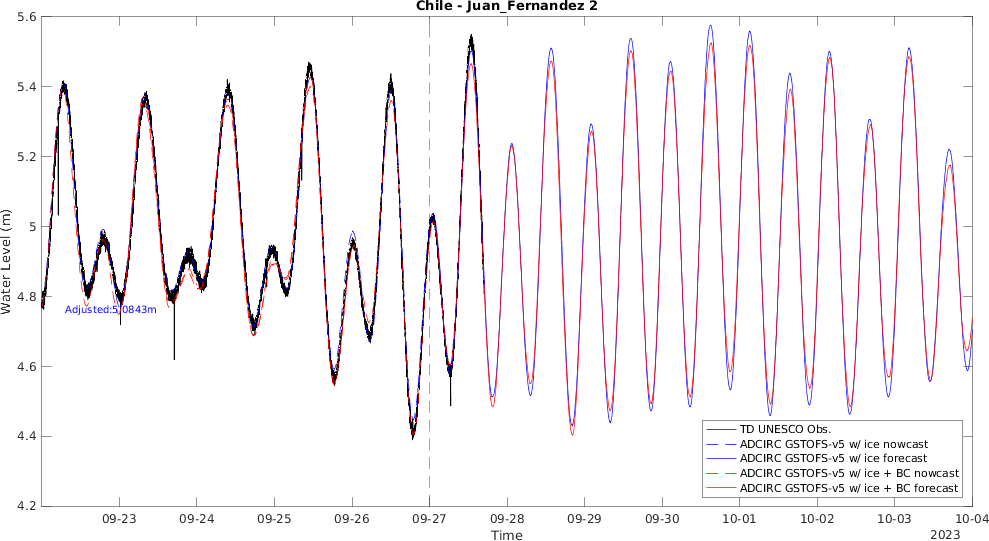 Chile - Juan_Fernandez 2
5.6
5.4
5.2
5
4.8
4.6
4.4
4.2
Water Level (m)
Adjusted:5.0843m
TD UNESCO Obs.
ADCIRC GSTOFS-v5 w/ ice nowcast
ADCIRC GSTOFS-v5 w/ ice forecast
ADCIRC GSTOFS-v5 w/ ice + BC nowcast
ADCIRC GSTOFS-v5 w/ ice + BC forecast
09-23 09-24 09-25 09-26 09-27 09-28 09-29 09-30 10-01 10-02 10-03 10-04
Time
2023